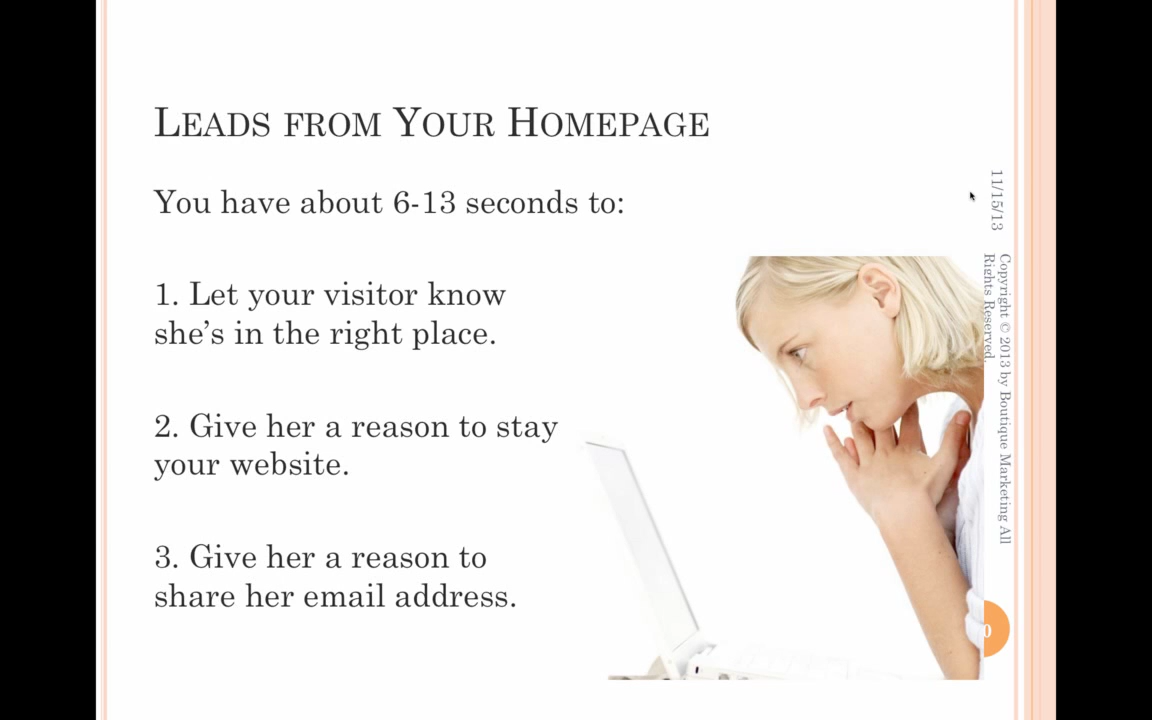 LEADS FROM YOUR HOMEPAGE
You have about 6-13 seconds to:
1. Let your visitor know
she's in the right place.
2. Give her a reason to stay
your website.
3. Give her a reason to
share her email address.
11/15/13
Copyright © 2013 by Boutique Marketing All
Rights Reserved.
0